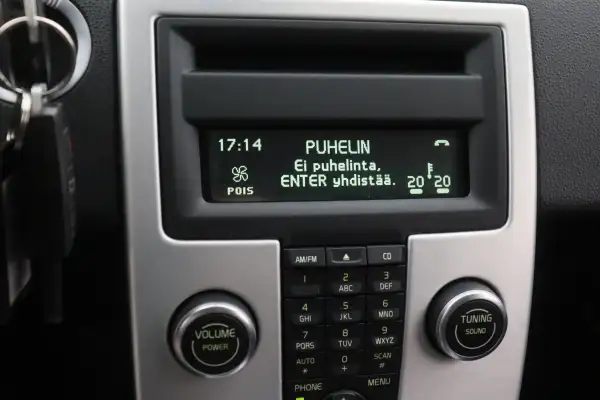 17:14 PUHELIN
Ei puhelinta,
ENTER yhdistää.
POIS 20 20
AM/FM CD
1 2 ABC 3 DEF
4 GHI 5 JKL 6 MNO
7 PQRS 8 TUV 9 WXYZ
AUTO * 0 + SCAN #
PHONE MENU
VOLUME
POWER
TUNING
SOUND